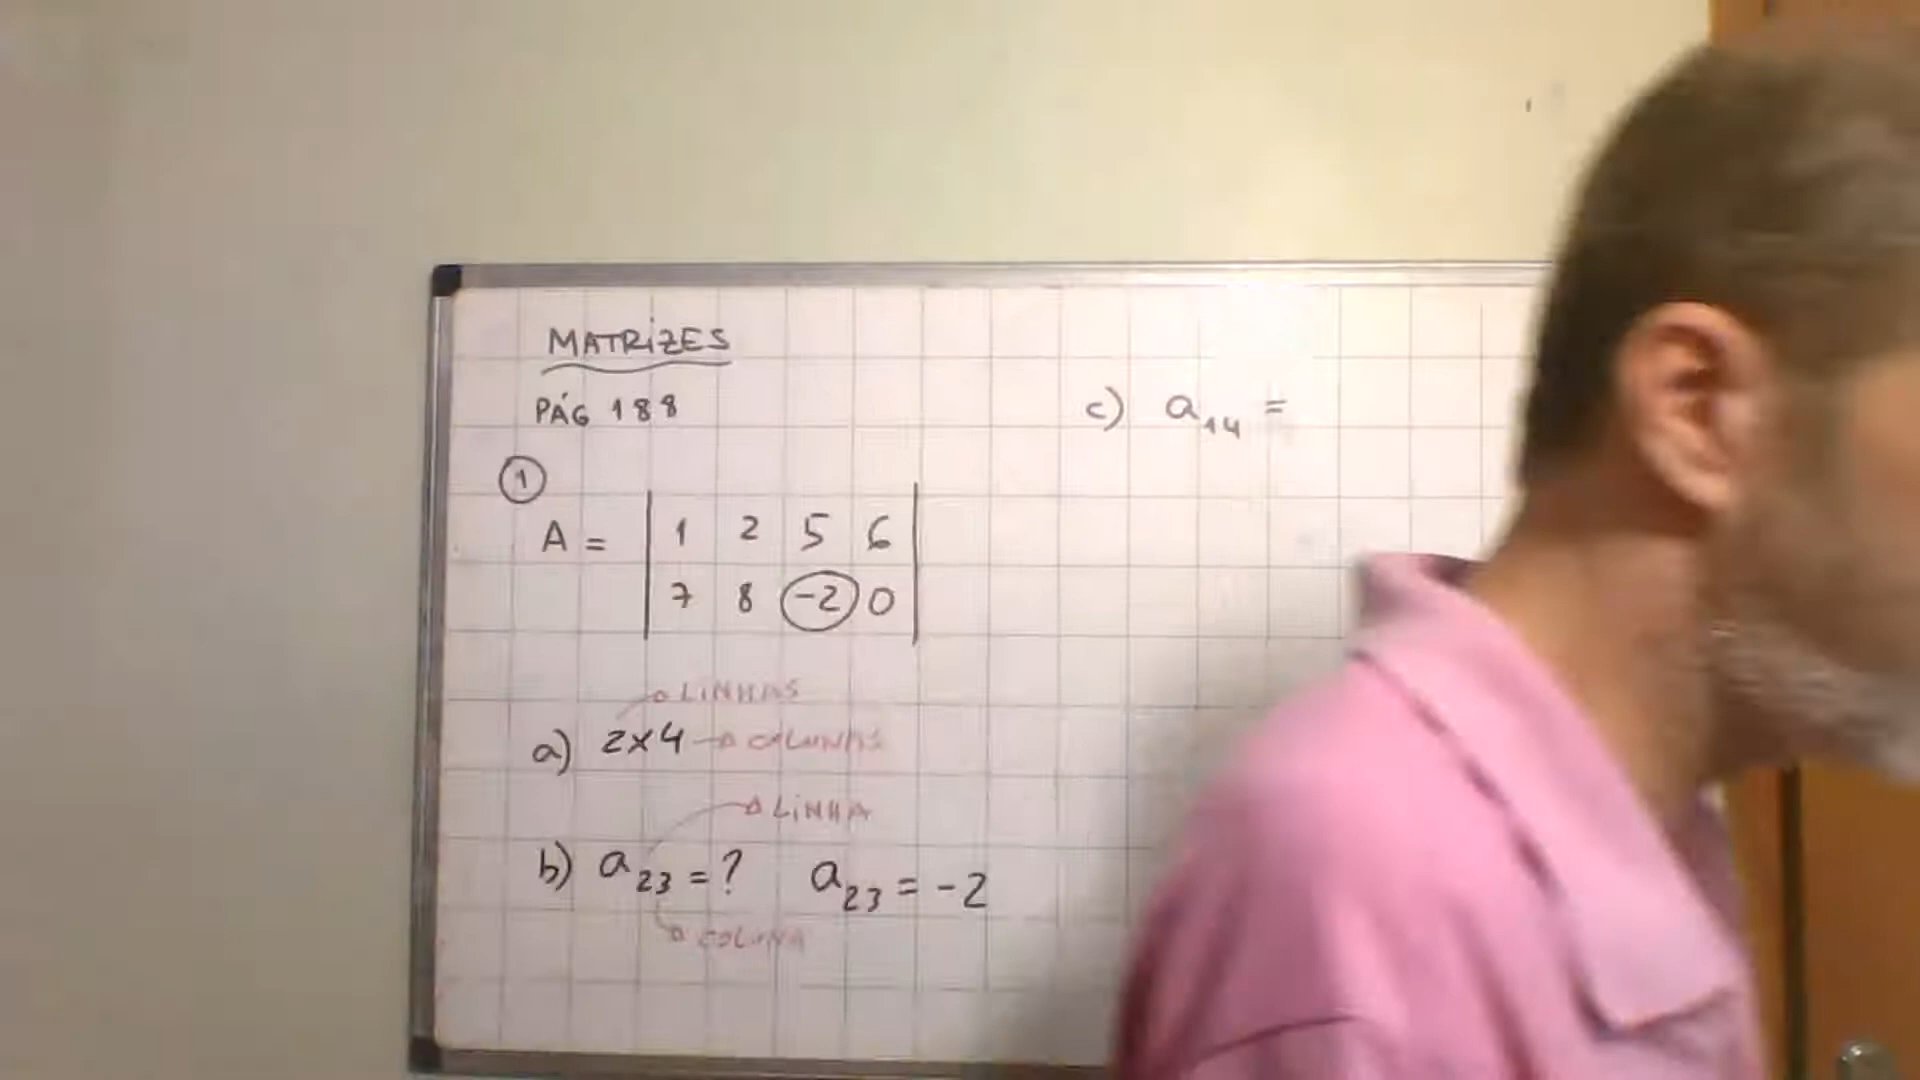 MATRIZES
PÁG 188
1
A = | 1 2 5 6 |
| 7 8 -2 0 |
LINHAS
a) 2x4 COLUNAS
LINHA
b) a23 = ? a23 = -2
COLUNA
c) a14 =